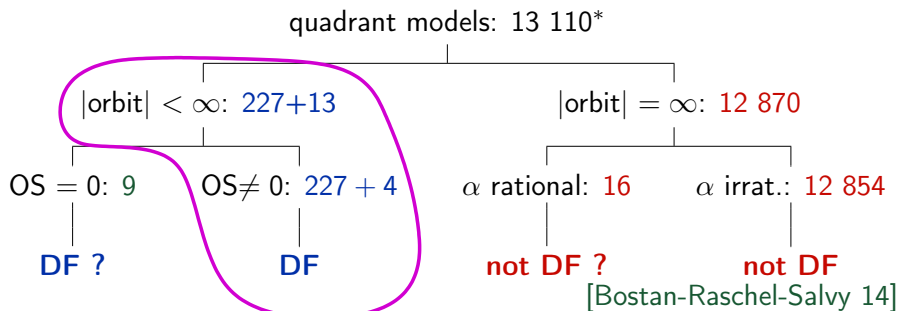 quadrant models: 13 110*
|orbit| < ∞: 227+13 |orbit| = ∞: 12 870
OS = 0: 9 OS≠ 0: 227 + 4 α rational: 16 α irrat.: 12 854
DF ? DF not DF ? not DF
[Bostan-Raschel-Salvy 14]